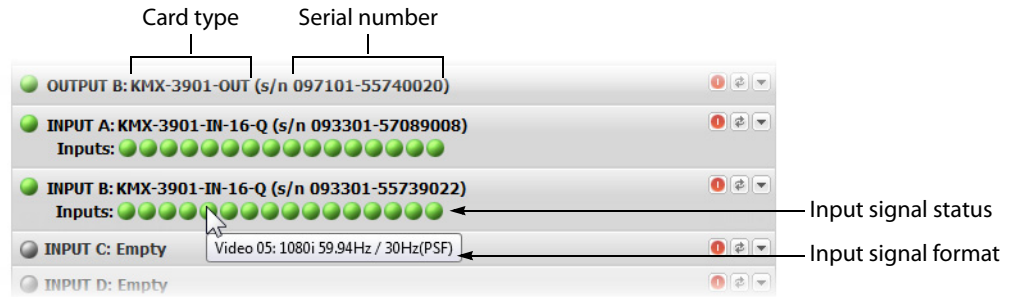 Card type
Serial number
OUTPUT B: KMX-3901-OUT (s/n 097101-55740020)
INPUT A: KMX-3901-IN-16-Q (s/n 093301-57089008)
Inputs:
INPUT B: KMX-3901-IN-16-Q (s/n 093301-55739022)
Inputs:
Input signal status
INPUT C: Empty
Video 05: 1080i 59.94Hz / 30Hz(PSF)
Input signal format
INPUT D: Empty